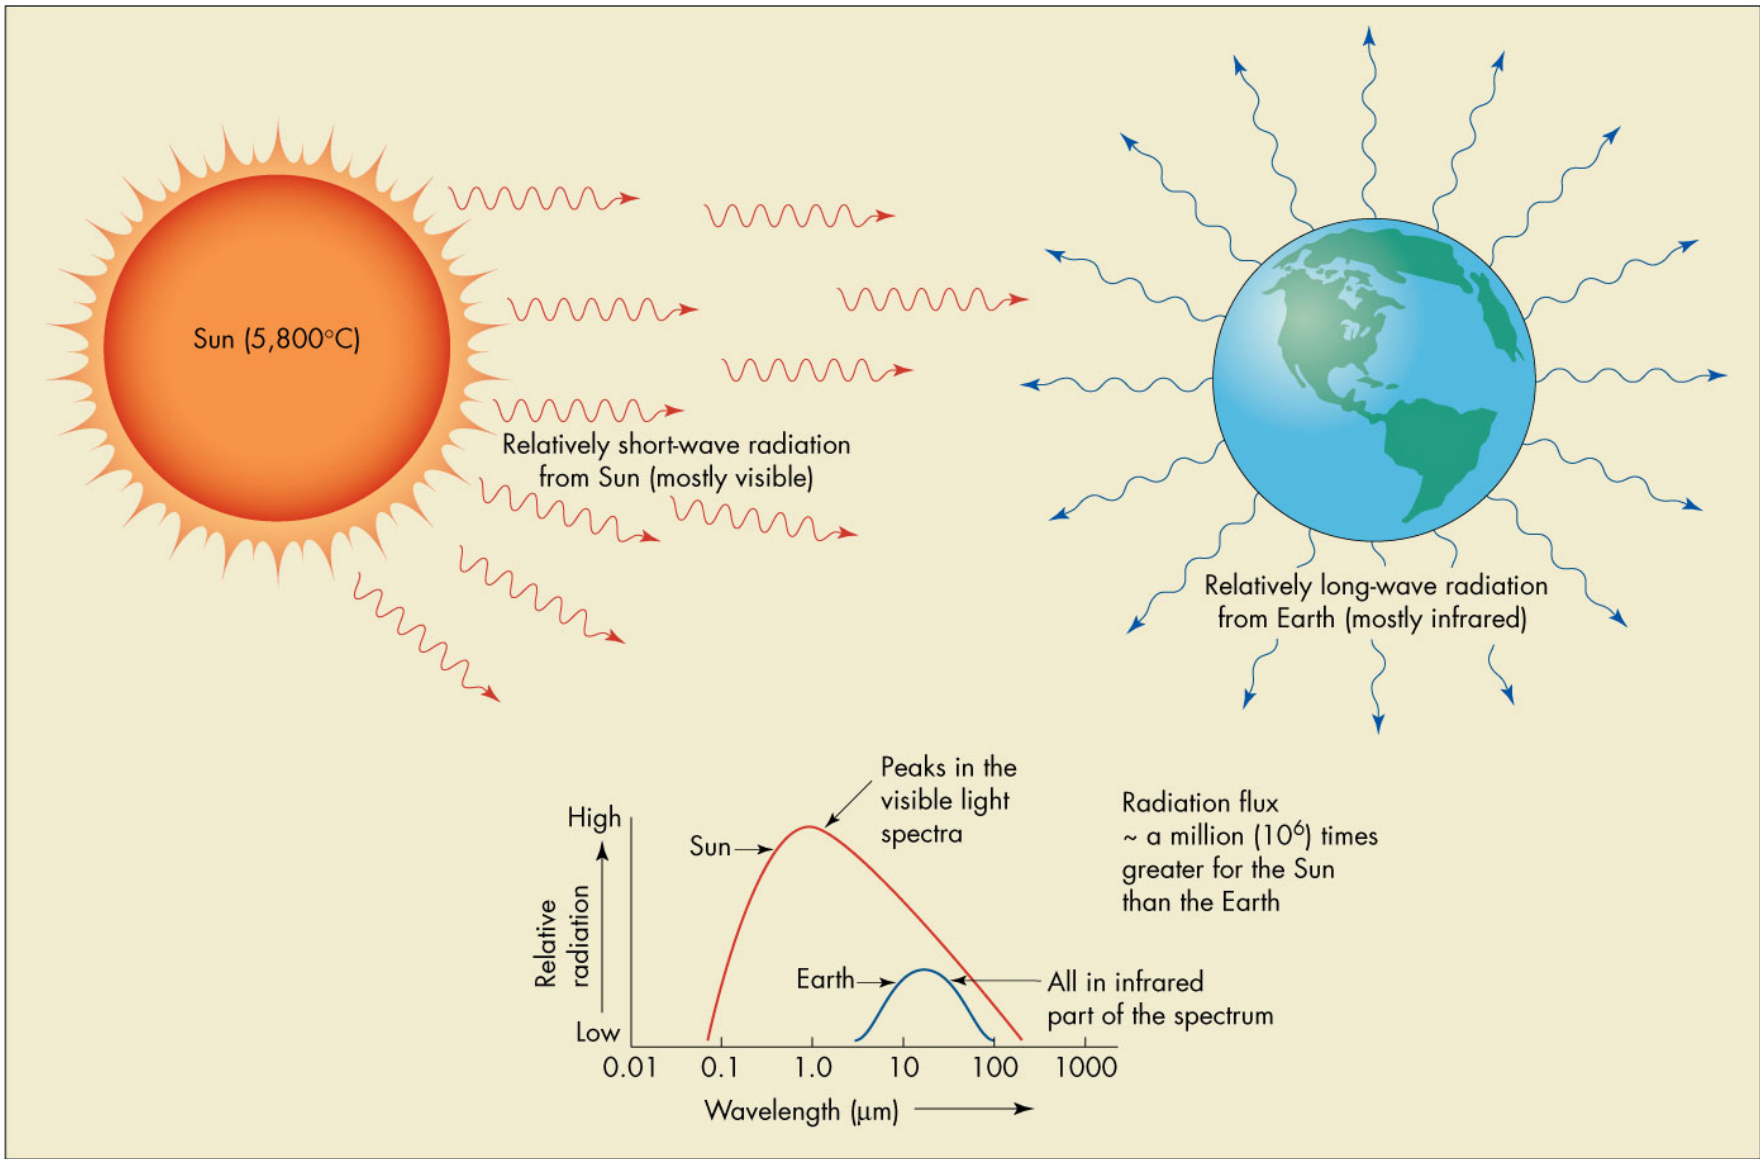 Sun (5,800°C)
Relatively short-wave radiation
from Sun (mostly visible)
Relatively long-wave radiation
from Earth (mostly infrared)
Peaks in the
visible light
spectra
High
Sun
Relative
radiation
Earth
Low
All in infrared
part of the spectrum
Radiation flux
~ a million (10⁶) times
greater for the Sun
than the Earth
0.01 0.1 1.0 10 100 1000
Wavelength (μm)